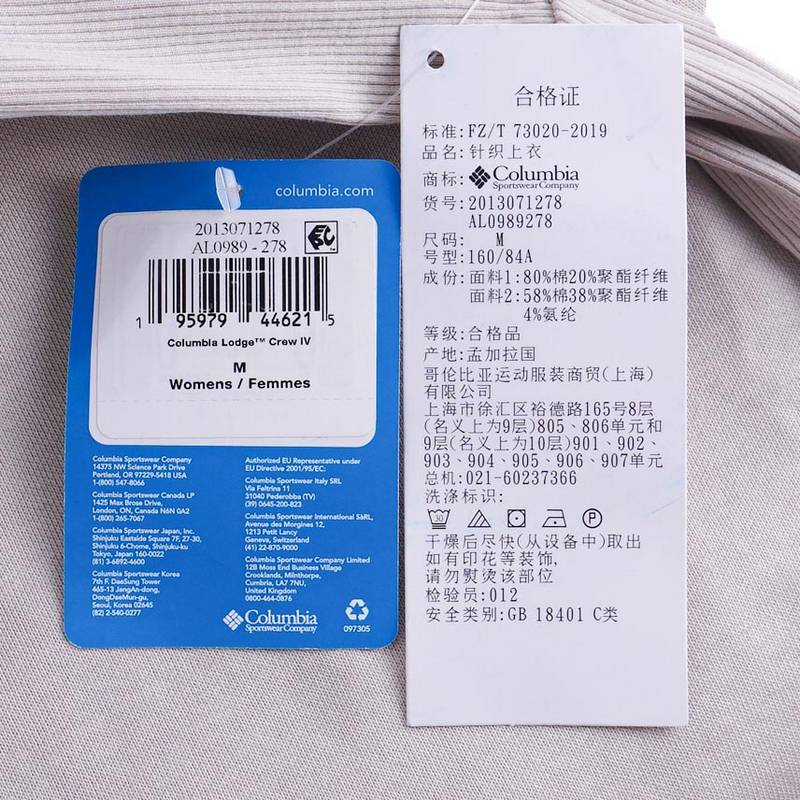 columbia.com
2013071278
AL0989 - 278
1 95979 44621 5
Columbia Lodge™ Crew IV
M
Womens / Femmes
Columbia Sportswear Company
14375 NW Science Park Drive
Portland, OR 97229-5418 USA
1-(800) 547-8066
Columbia Sportswear Canada LP
1425 Max Brose Drive,
London, ON, Canada N6N 0A2
1-(800) 265-7067
Columbia Sportswear Japan, Inc.
Shinjuku Eastside Square 7F, 27-30,
Shinjuku 6-Chome, Shinjuku-ku
Tokyo, Japan 160-0022
(81) 3-6892-4600
Columbia Sportswear Korea
7th F. DaeSung Tower
465-13 JangAn-dong,
DongDaeMun-gu,
Seoul, Korea 02645
(82) 2-540-0277
Authorized EU Representative under
EU Directive 2001/95/EC:
Columbia Sportswear Italy SRL
Via Feltrina 11
31040 Pederobba (TV)
(39) 0645-200-823
Columbia Sportswear International SàRL,
Avenue des Morgines 12,
1213 Petit Lancy
Geneva, Switzerland
(41) 22-870-9000
Columbia Sportswear Company Limited
12B Moss End Business Village
Crooklands, Milnthorpe,
Cumbria, LA7 7NU,
United Kingdom
0800-464-0876
Columbia
Sportswear Company
097305
合格证
标准:FZ/T 73020-2019
品名:针织上衣
商标: Columbia
Sportswear Company
货号:2013071278
AL0989278
尺码: M
号型:160/84A
成份:面料1:80%棉20%聚酯纤维
面料2:58%棉38%聚酯纤维
4%氨纶
等级:合格品
产地:孟加拉国
哥伦比亚运动服装商贸(上海)
有限公司
上海市徐汇区裕德路165号8层
(名义上为9层)805、806单元和
9层(名义上为10层)901、902、
903、904、905、906、907单元
总机:021-60237366
洗涤标识:
30
P
干燥后尽快(从设备中)取出
如有印花等装饰,
请勿熨烫该部位
检验员:012
安全类别:GB 18401 C类